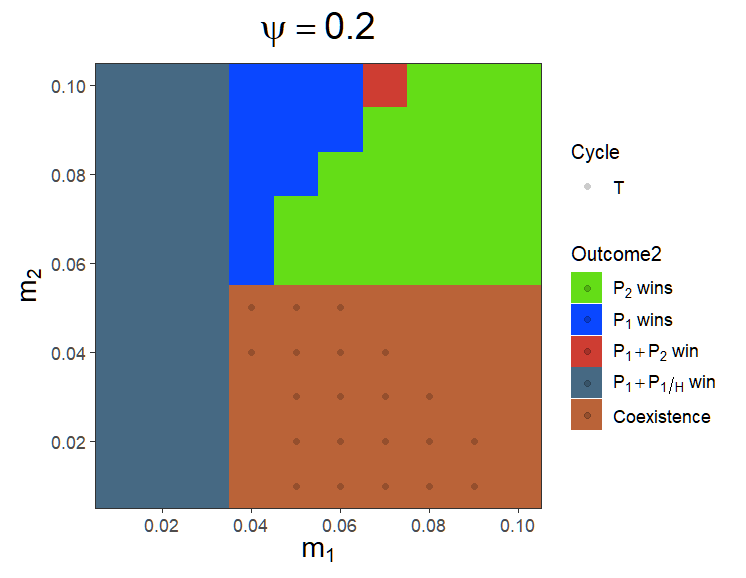 ψ = 0.2
m₂
0.10
0.08
0.06
0.04
0.02
0.02 0.04 0.06 0.08 0.10
m₁
Cycle
T
Outcome2
P₂ wins
P₁ wins
P₁ + P₂ win
P₁ + P₁/H win
Coexistence